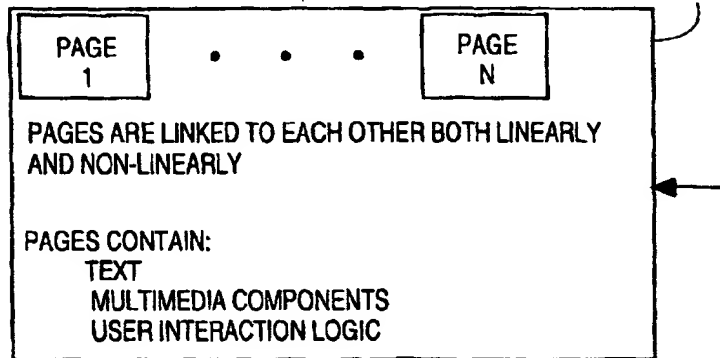 PAGE 1
• • •
PAGE N
PAGES ARE LINKED TO EACH OTHER BOTH LINEARLY
AND NON-LINEARLY
PAGES CONTAIN:
TEXT
MULTIMEDIA COMPONENTS
USER INTERACTION LOGIC